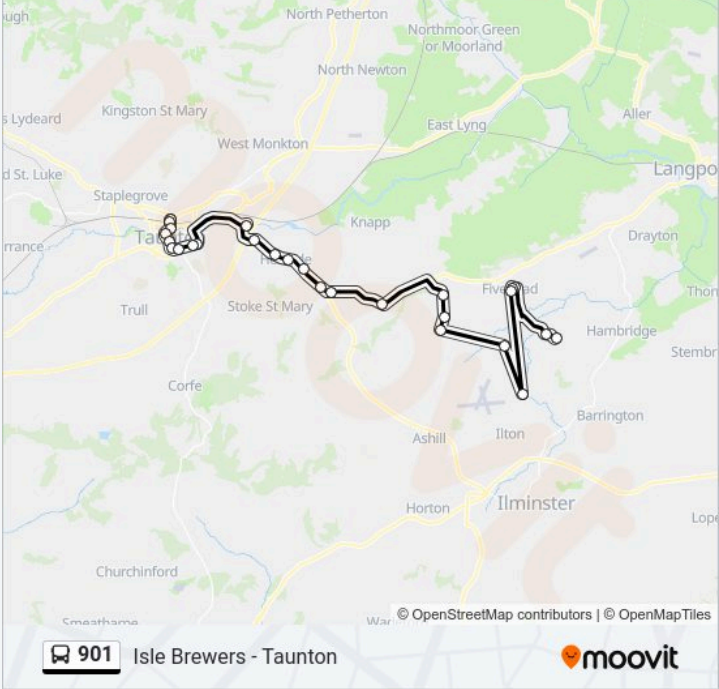 ough
North Petherton
Northmoor Green
or Moorland
North Newton
Kingston St Mary
Aller
s Lydeard
East Lyng
West Monkton
Langpo
d St. Luke
Staplegrove
Knapp
Drayton
rrance
Thor
Trull
Stoke St Mary
Hambridge
Stembr
Corfe
Barrington
Ashill
Ilton
Horton
Ilminster
Lope
Churchinford
© OpenStreetMap contributors | © OpenMapTiles
901
Isle Brewers - Taunton
moovit